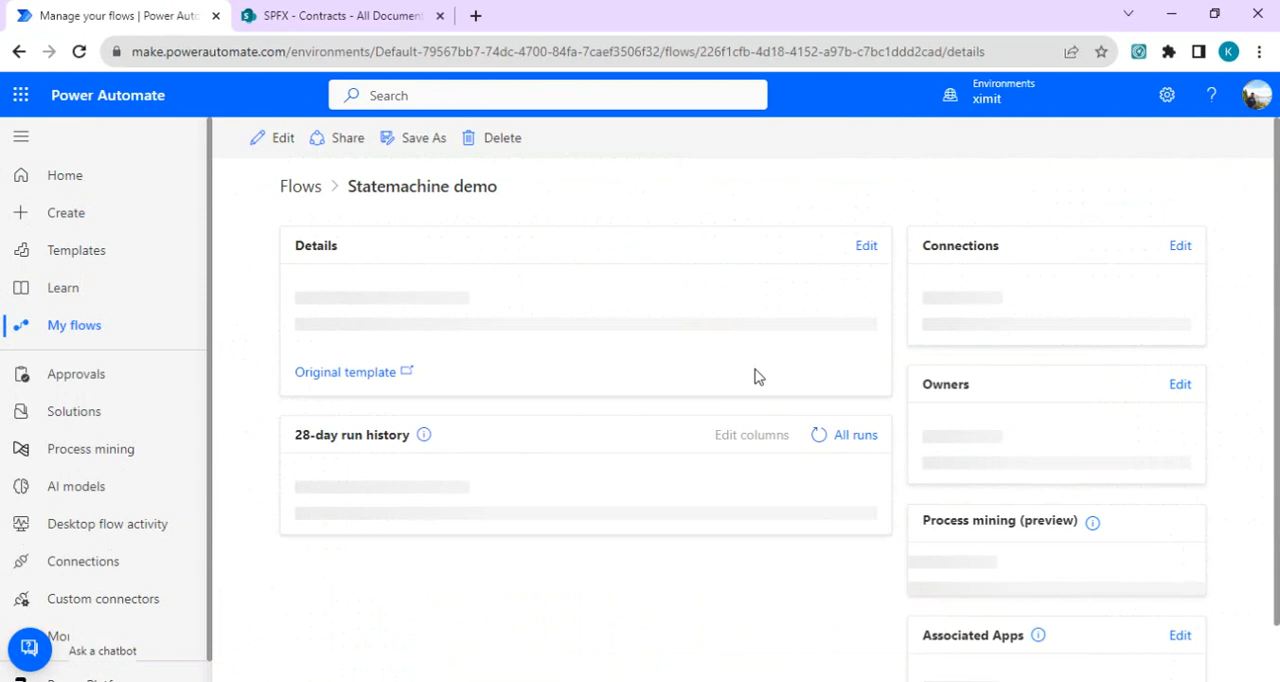 Manage your flows | Power Auto
SPFX - Contracts - All Document
make.powerautomate.com/environments/Default-79567bb7-74dc-4700-84fa-7caef3506f32/flows/226f1cfb-4d18-4152-a97b-c7bc1ddd2cad/details
K
Power Automate
Search
Environments
ximit
Edit
Share
Save As
Delete
Home
Create
Templates
Learn
My flows
Approvals
Solutions
Process mining
AI models
Desktop flow activity
Connections
Custom connectors
Ask a chatbot
Flows > Statemachine demo
Details
Edit
Original template
28-day run history
Edit columns
All runs
Connections
Edit
Owners
Edit
Process mining (preview)
Associated Apps
Edit